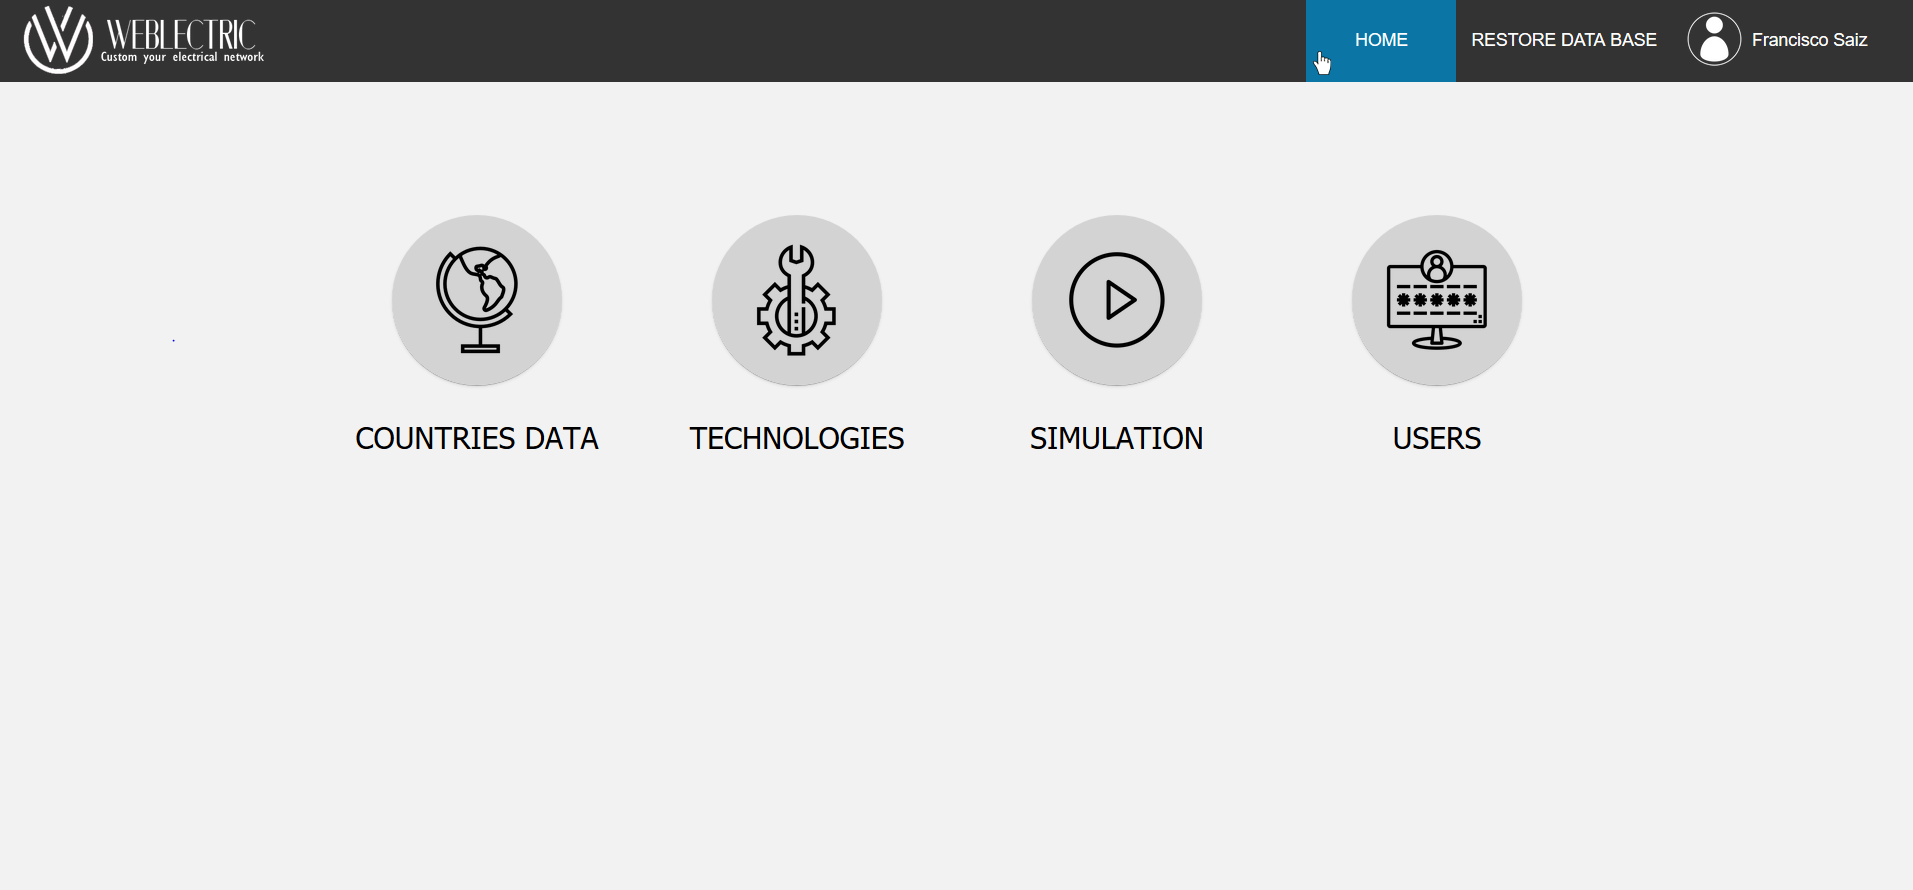 WEBLECTRIC
Custom your electrical network
HOME
RESTORE DATA BASE
Francisco Saiz
COUNTRIES DATA
TECHNOLOGIES
SIMULATION
USERS